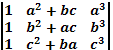 |1 a² + bc a³|
|1 b² + ac b³|
|1 c² + ba c³|